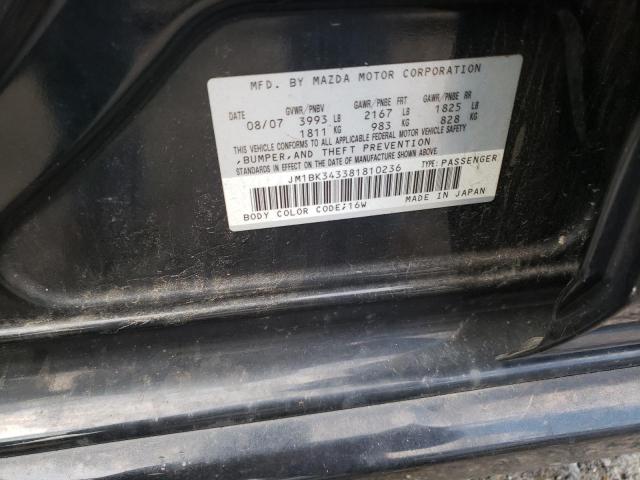 MFD. BY MAZDA MOTOR CORPORATION
DATE GVWR/PNBV GAWR/PNBE FRT GAWR/PNBE RR
08/07 3993 LB 2167 LB 1825 LB
1811 KG 983 KG 828 KG
THIS VEHICLE CONFORMS TO ALL APPLICABLE FEDERAL MOTOR VEHICLE SAFETY
,BUMPER,AND THEFT PREVENTION
STANDARDS IN EFFECT ON THE DATE OF MANUFACTURE SHOWN ABOVE.
JM1BK343381810236 TYPE: PASSENGER
BODY COLOR CODE;16W MADE IN JAPAN